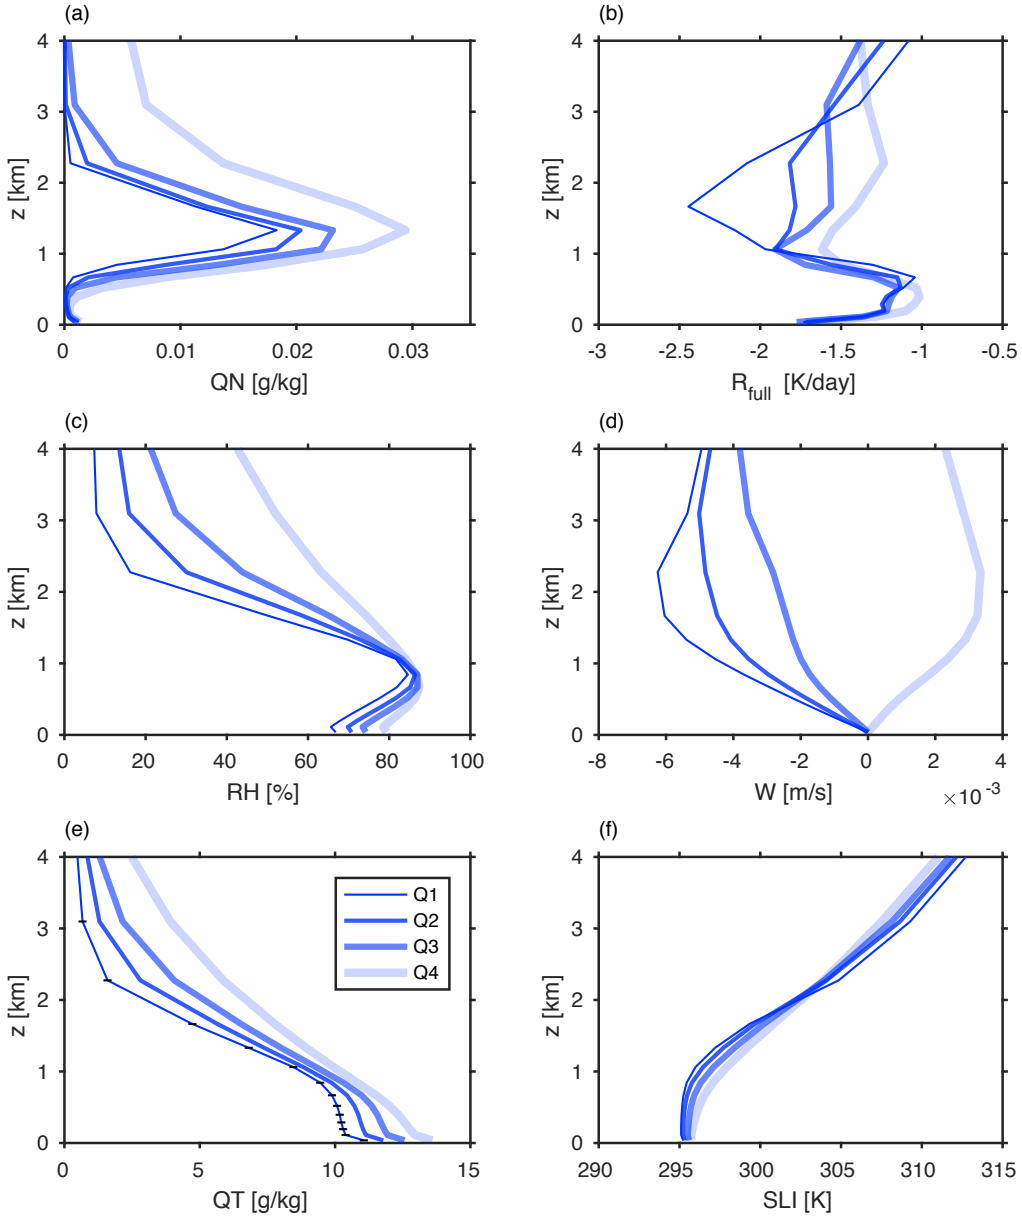 (a)
(b)
4
3
2
1
0
z [km]
0
0.01
0.02
0.03
QN [g/kg]
4
3
2
1
0
z [km]
-3
-2.5
-2
-1.5
-1
-0.5
R_full [K/day]
(c)
(d)
4
3
2
1
0
z [km]
0
20
40
60
80
100
RH [%]
4
3
2
1
0
z [km]
-8
-6
-4
-2
0
2
4
W [m/s]
×10^-3
(e)
(f)
4
3
2
1
0
z [km]
Q1
Q2
Q3
Q4
0
5
10
15
QT [g/kg]
4
3
2
1
0
z [km]
290
295
300
305
310
315
SLI [K]